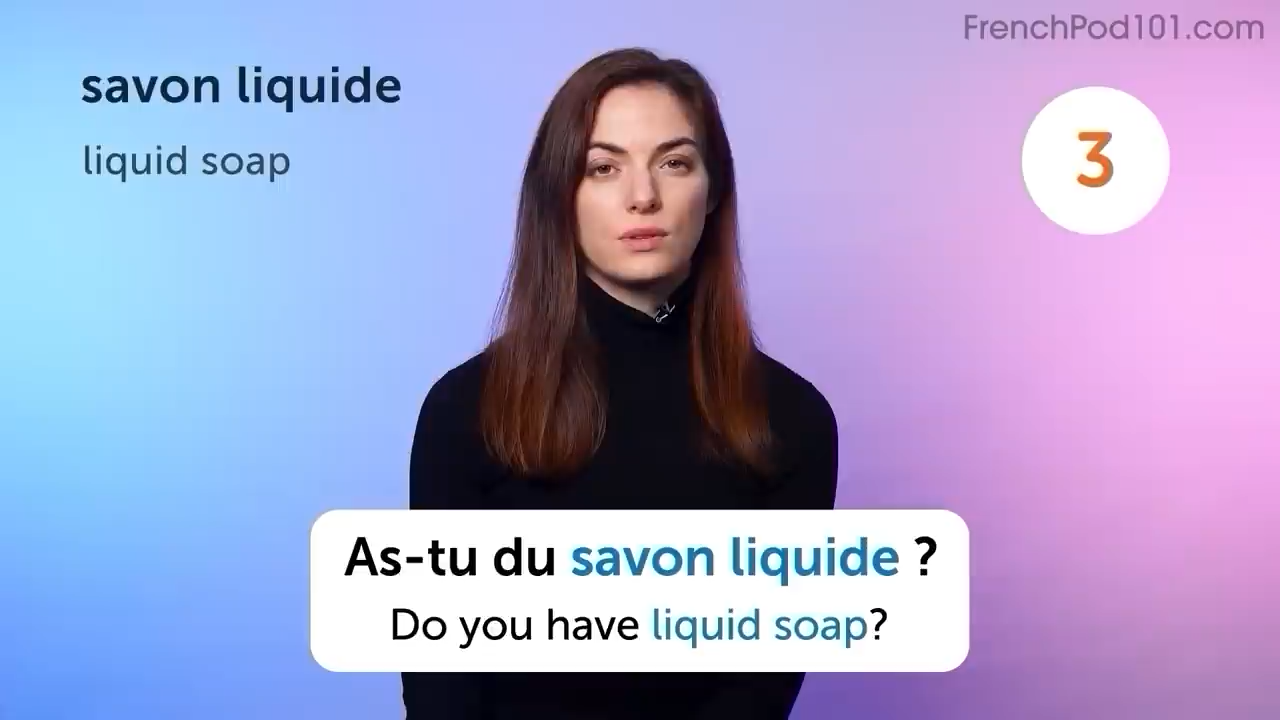 FrenchPod101.com
savon liquide
liquid soap
3
As-tu du savon liquide ?
Do you have liquid soap?